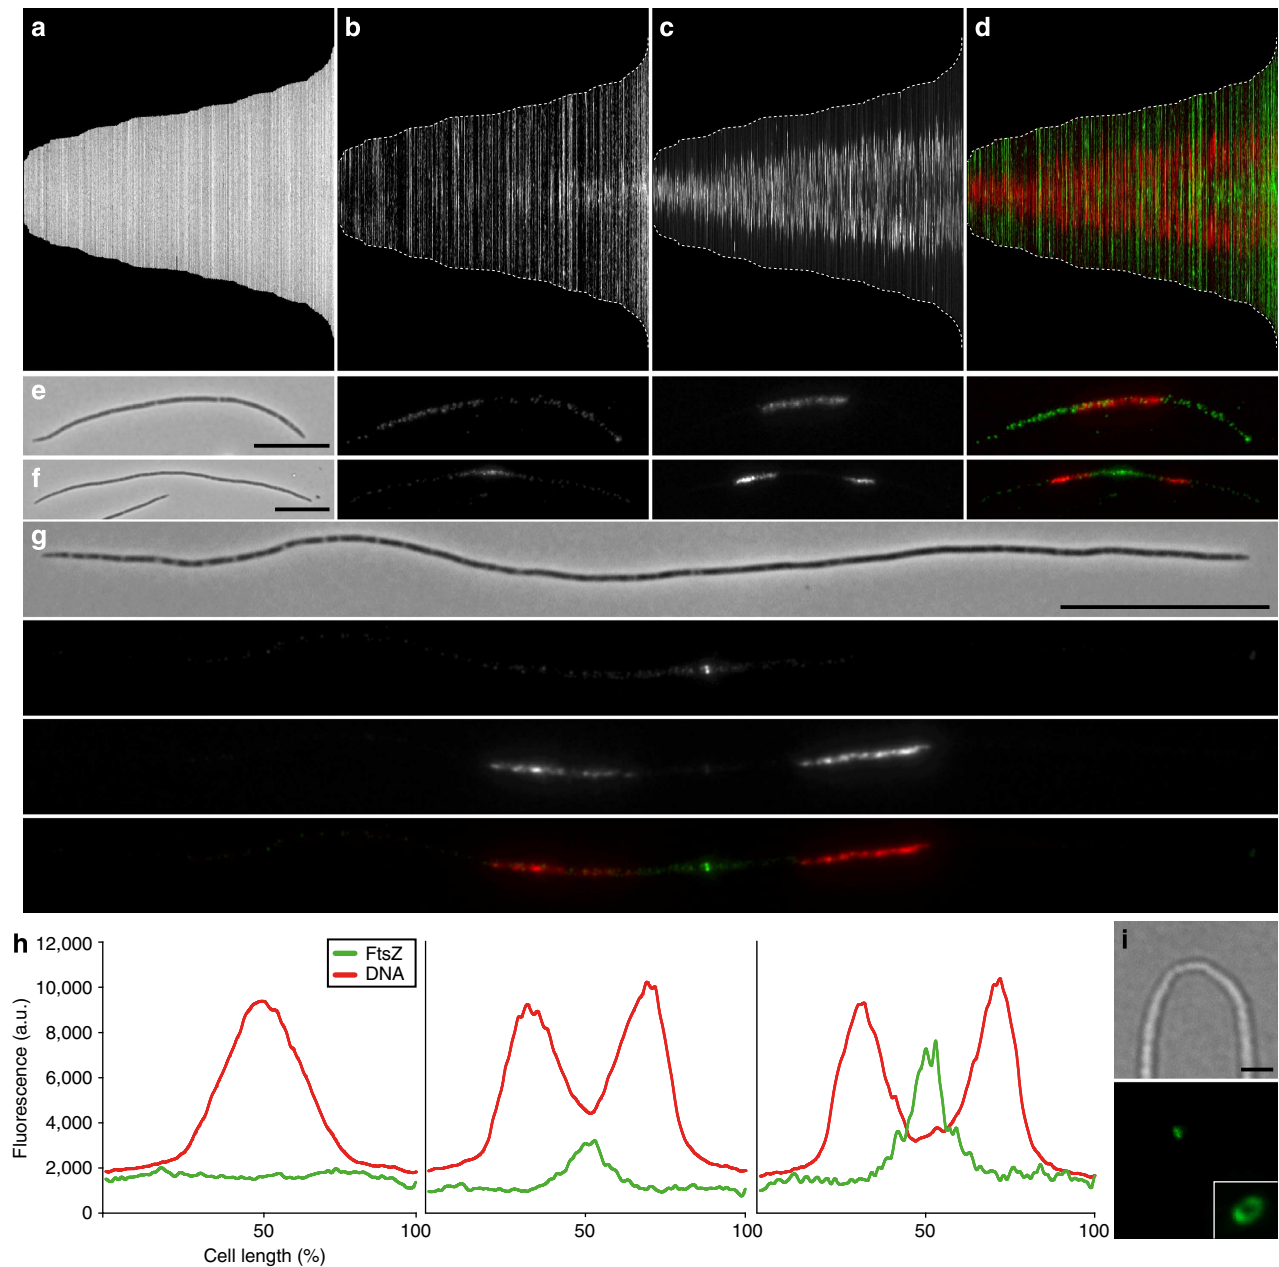 a b c d
e
f
g
h
12,000
10,000
8,000
6,000
4,000
2,000
0
Fluorescence (a.u.)
FtsZ
DNA
50 100 50 100 50 100
Cell length (%)
i